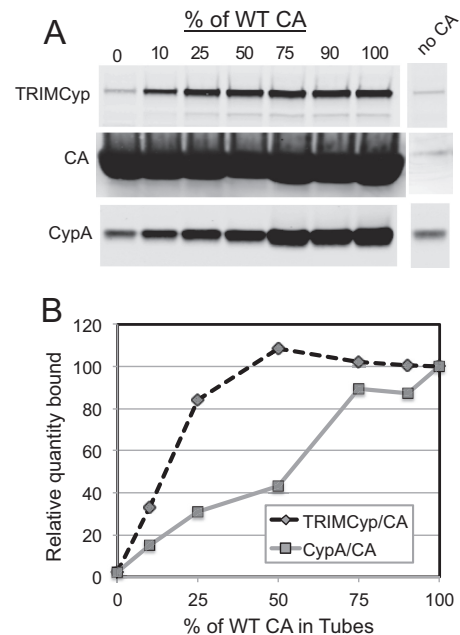 A
% of WT CA
0 10 25 50 75 90 100 no CA
TRIMCyp
CA
CypA
B
120
100
80
60
40
20
0
Relative quantity bound
TRIMCyp/CA
CypA/CA
0 25 50 75 100
% of WT CA in Tubes